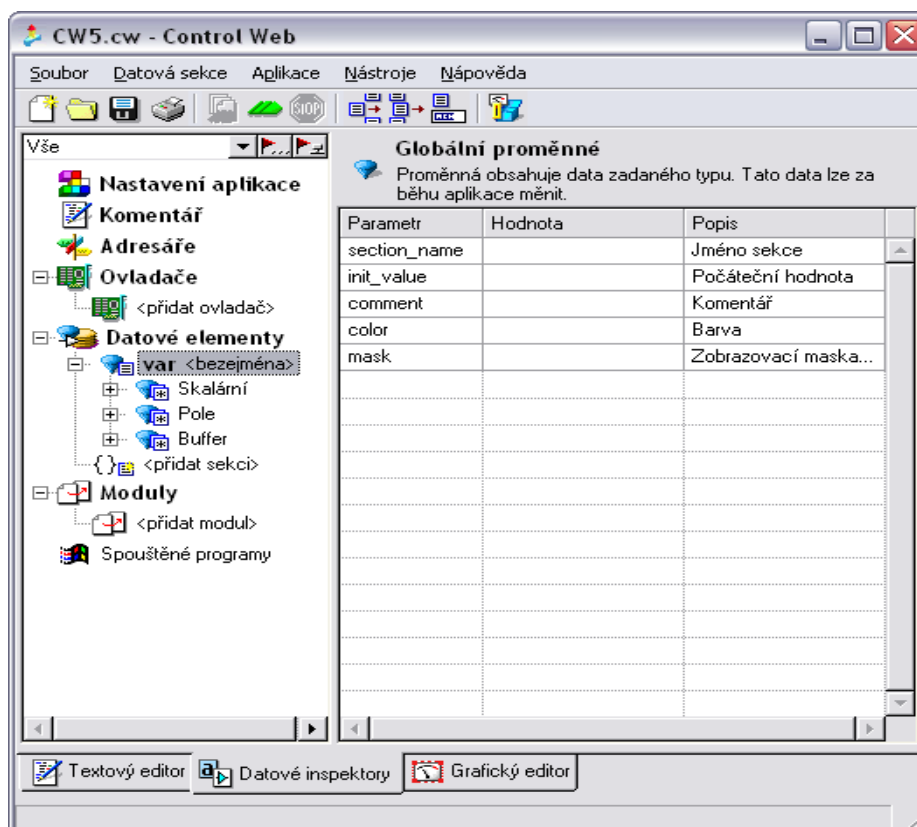 CW5.cw - Control Web
Soubor Datová sekce Aplikace Nástroje Nápověda
STOP
Vše
Nastavení aplikace
Komentář
Adresáře
Ovladače
<přidat ovladač>
Datové elementy
var <bezejména>
Skalární
Pole
Buffer
<přidat sekci>
Moduly
<přidat modul>
Spouštěné programy
Globální proměnné
Proměnná obsahuje data zadaného typu. Tato data lze za
běhu aplikace měnit.
Parametr Hodnota Popis
section_name Jméno sekce
init_value Počáteční hodnota
comment Komentář
color Barva
mask Zobrazovací maska...
Textový editor Datové inspektory Grafický editor